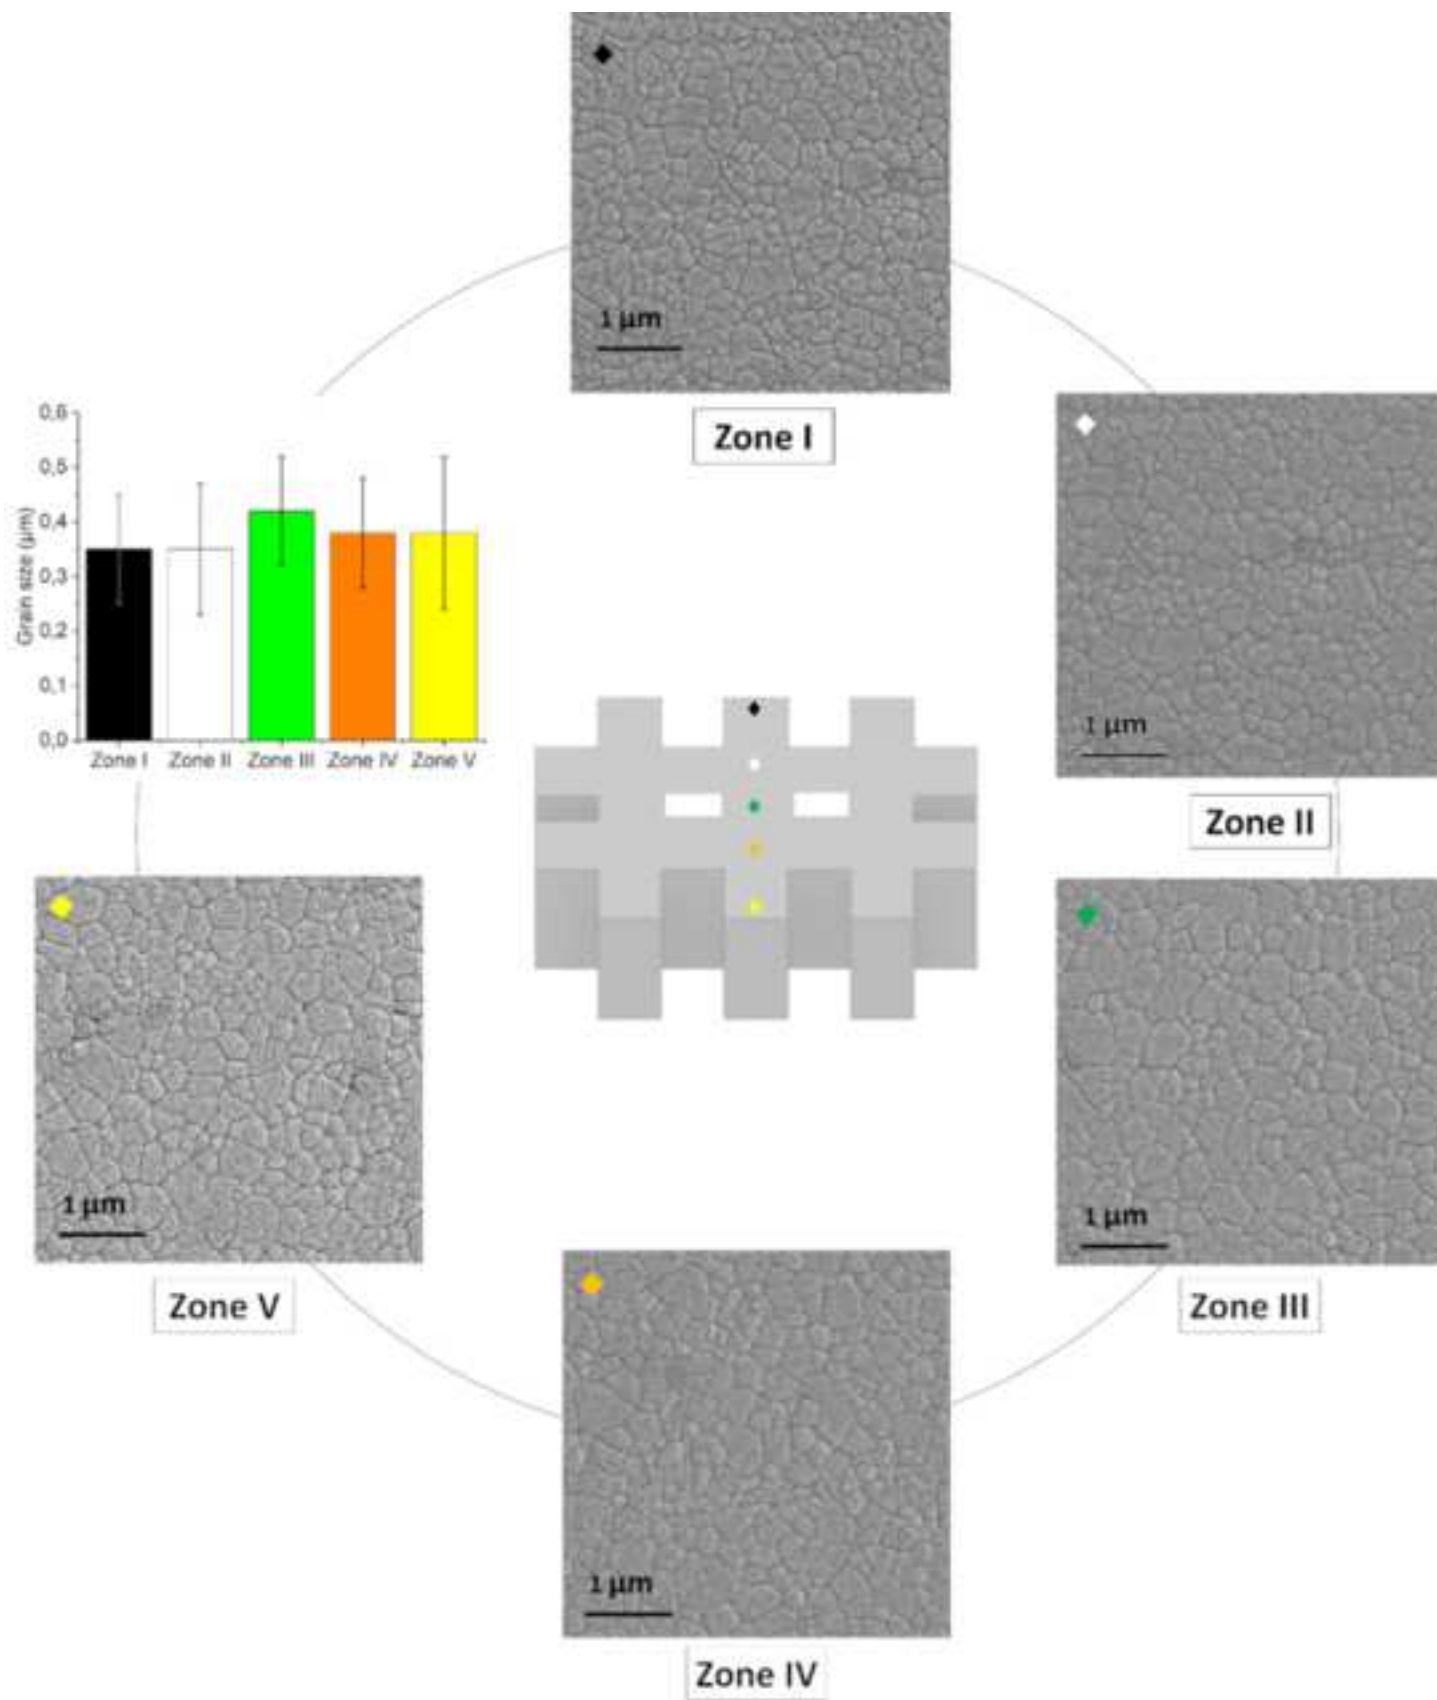 1 μm
Zone I
0,6
0,5
0,4
0,3
0,2
0,1
0,0
Grain size (μm)
Zone I Zone II Zone III Zone IV Zone V
1 μm
Zone II
1 μm
Zone V
1 μm
Zone III
1 μm
Zone IV